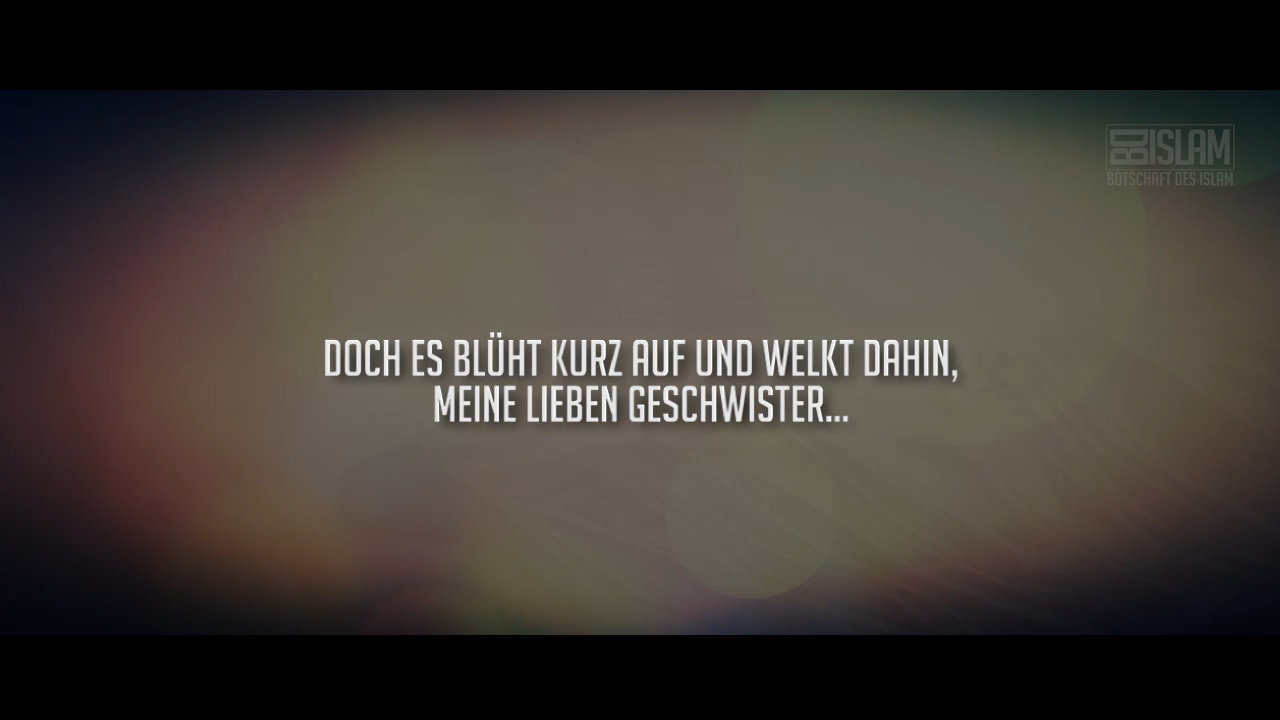 BDISLAM
BOTSCHAFT DES ISLAM
DOCH ES BLÜHT KURZ AUF UND WELKT DAHIN,
MEINE LIEBEN GESCHWISTER...